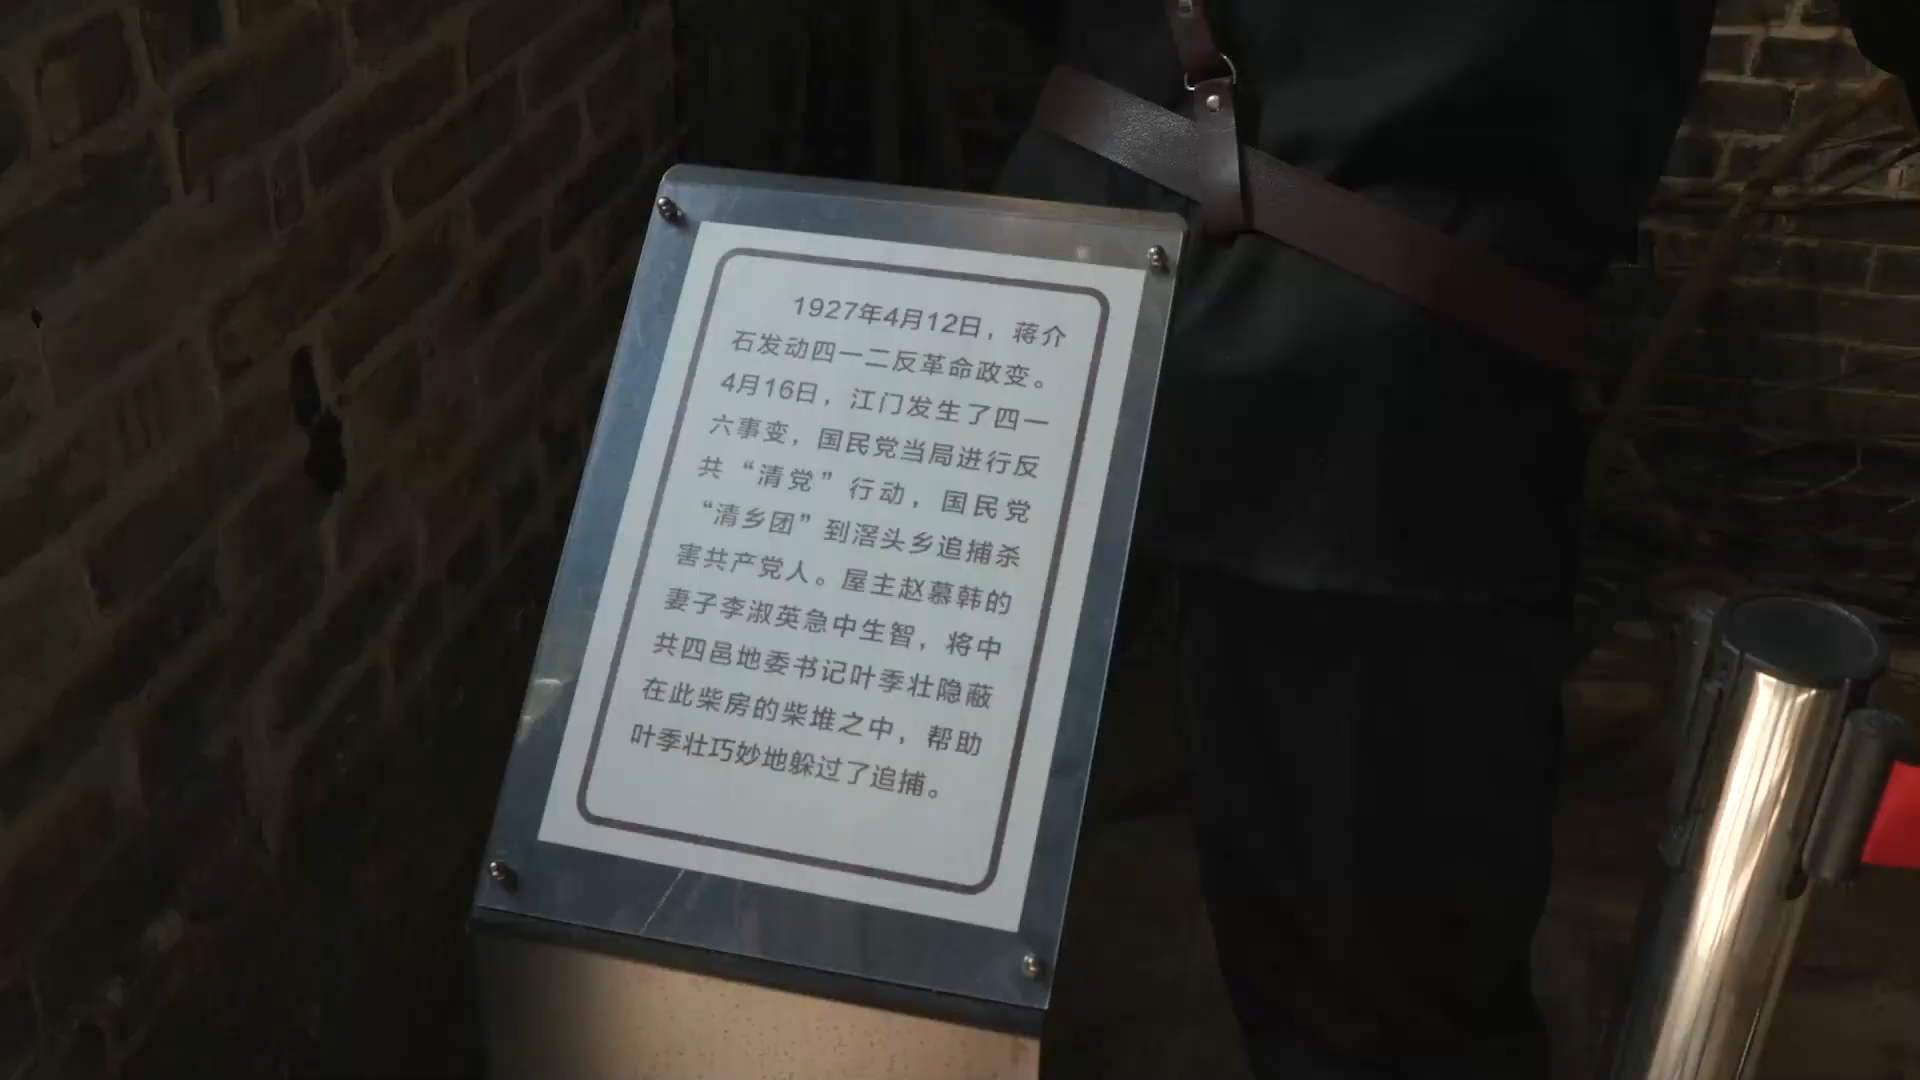 1927年4月12日，蒋介
石发动四一二反革命政变。
4月16日，江门发生了四一
六事变，国民党当局进行反
共“清党”行动，国民党
“清乡团”到滘头乡追捕杀
害共产党人。屋主赵慕韩的
妻子李淑英急中生智，将中
共四邑地委书记叶季壮隐蔽
在此柴房的柴堆之中，帮助
叶季壮巧妙地躲过了追捕。